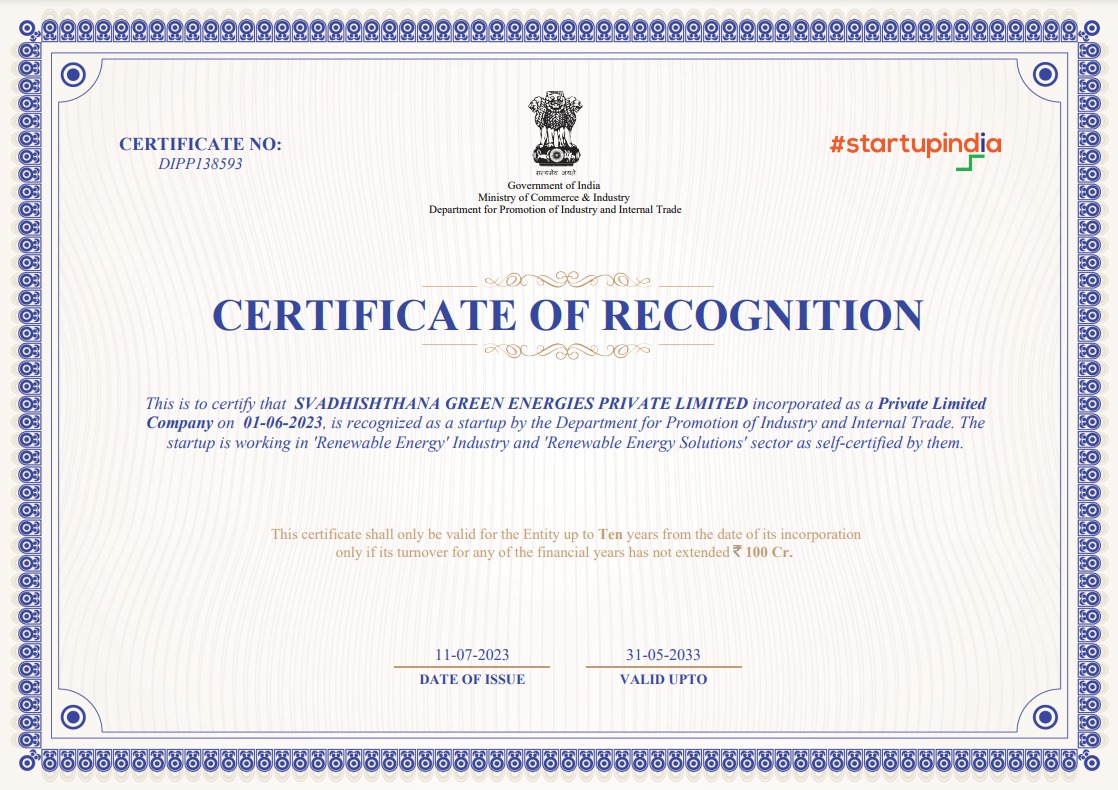 CERTIFICATE NO:
DIPP138593
सत्यमेव जयते
Government of India
Ministry of Commerce & Industry
Department for Promotion of Industry and Internal Trade
#startupindia
CERTIFICATE OF RECOGNITION
This is to certify that SVADHISHTHANA GREEN ENERGIES PRIVATE LIMITED incorporated as a Private Limited
Company on 01-06-2023, is recognized as a startup by the Department for Promotion of Industry and Internal Trade. The
startup is working in 'Renewable Energy' Industry and 'Renewable Energy Solutions' sector as self-certified by them.
This certificate shall only be valid for the Entity up to Ten years from the date of its incorporation
only if its turnover for any of the financial years has not extended ₹ 100 Cr.
11-07-2023
DATE OF ISSUE
31-05-2033
VALID UPTO